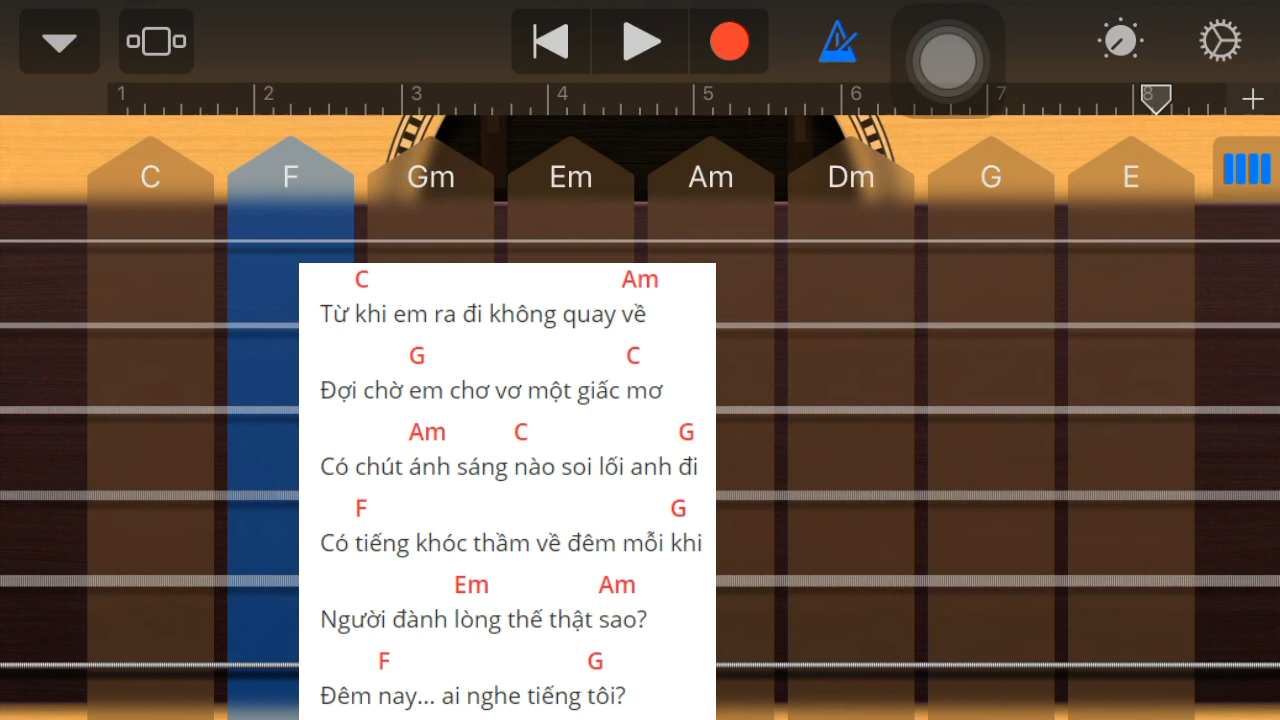 1 2 3 4 5 6 7 8
C F Gm Em Am Dm G E
C Am
Từ khi em ra đi không quay về
G C
Đợi chờ em chơ vơ một giấc mơ
Am C G
Có chút ánh sáng nào soi lối anh đi
F G
Có tiếng khóc thầm về đêm mỗi khi
Em Am
Người đành lòng thế thật sao?
F G
Đêm nay... ai nghe tiếng tôi?